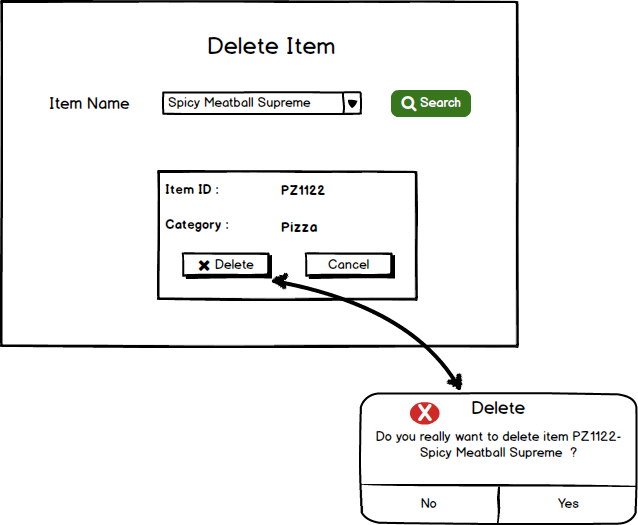 Delete Item
Item Name Spicy Meatball Supreme Search
Item ID : PZ1122
Category : Pizza
Delete Cancel
X Delete
Do you really want to delete item PZ1122-
Spicy Meatball Supreme ?
No Yes